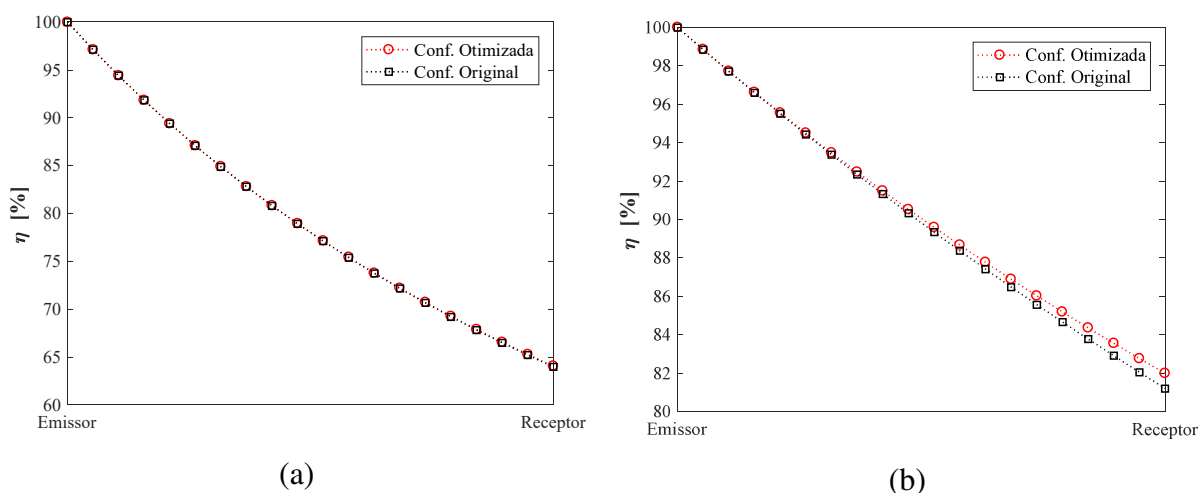 100
95
90
85
80
75
70
65
60
η [%]
Emissor
Receptor
Conf. Otimizada
Conf. Original
(a)
100
98
96
94
92
90
88
86
84
82
80
η [%]
Emissor
Receptor
Conf. Otimizada
Conf. Original
(b)